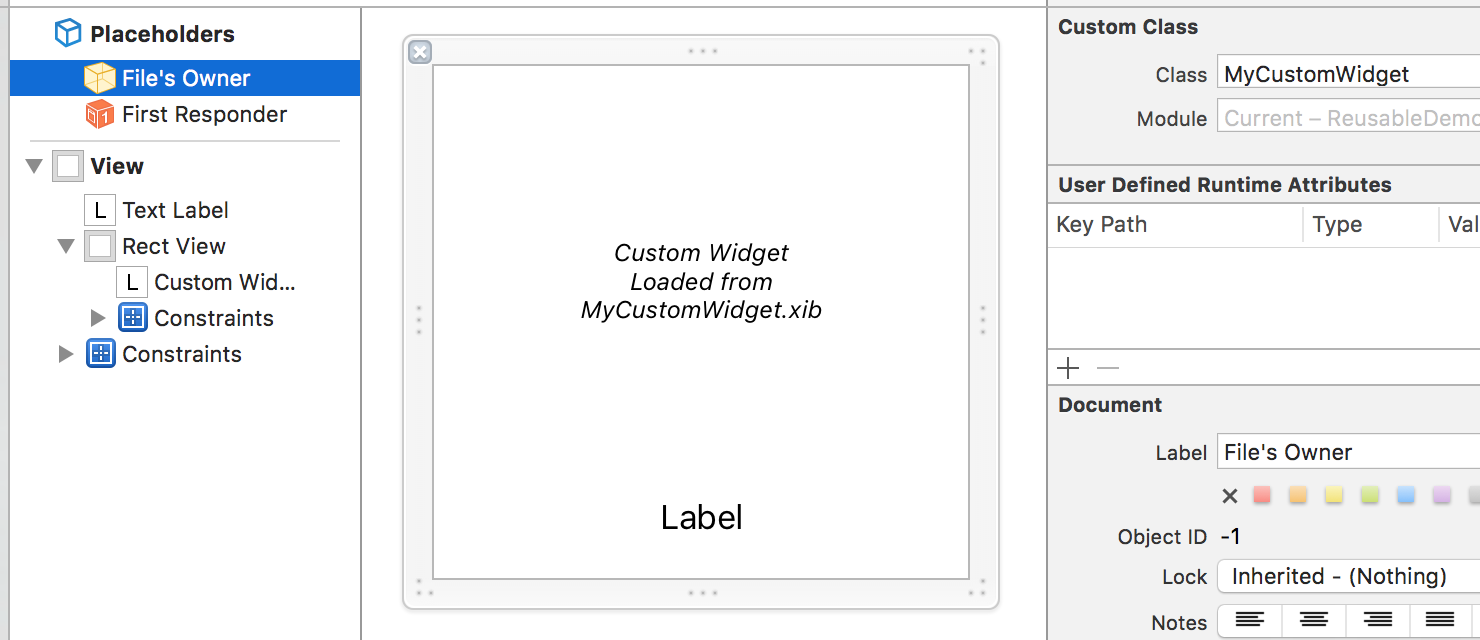 Placeholders
File's Owner
First Responder
View
L Text Label
Rect View
L Custom Wid...
Constraints
Constraints
Custom Widget
Loaded from
MyCustomWidget.xib
Label
Custom Class
Class MyCustomWidget
Module Current – ReusableDemo
User Defined Runtime Attributes
Key Path Type Val
Document
Label File's Owner
Object ID -1
Lock Inherited - (Nothing)
Notes